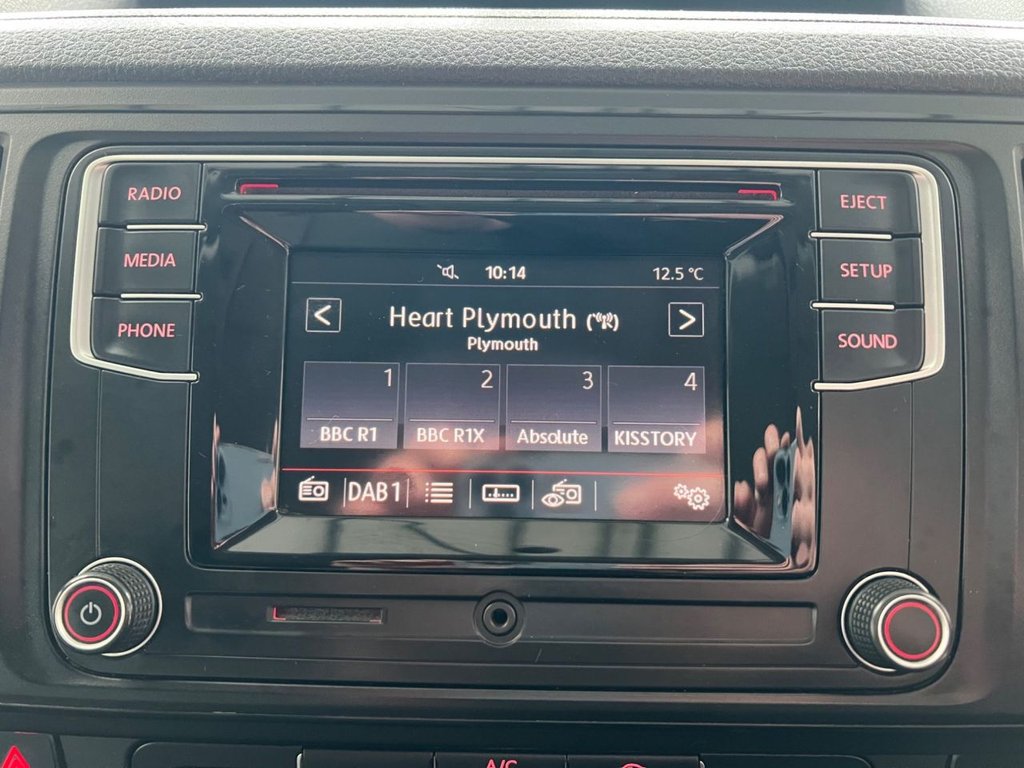 RADIO
MEDIA
PHONE
EJECT
SETUP
SOUND
10:14 12.5 °C
< Heart Plymouth >
Plymouth
1 2 3 4
BBC R1 BBC R1X Absolute KISSTORY
DAB1
A/C